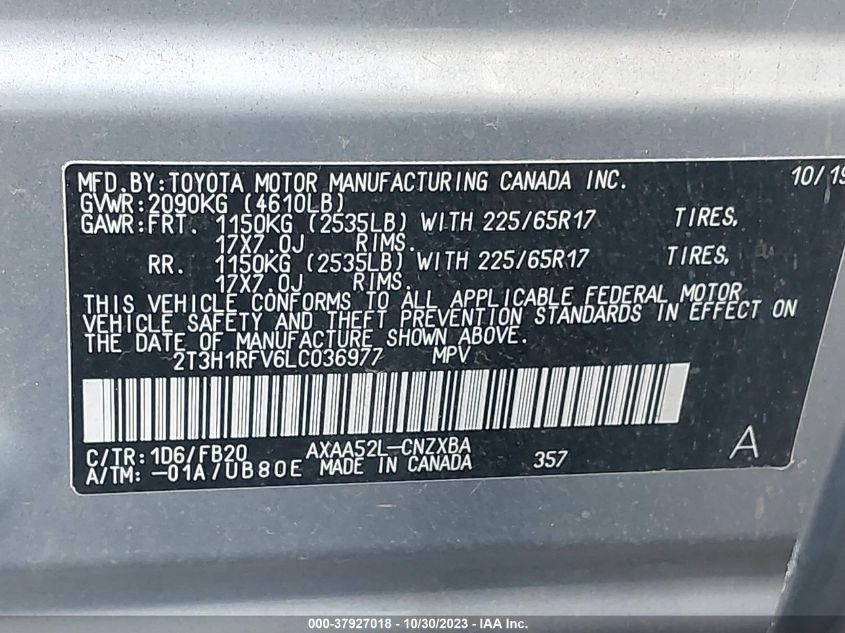 MFD.BY:TOYOTA MOTOR MANUFACTURING CANADA INC. 10/19
GVWR:2090KG (4610LB)
GAWR:FRT. 1150KG (2535LB) WITH 225/65R17 TIRES,
17X7.0J RIMS.
RR. 1150KG (2535LB) WITH 225/65R17 TIRES,
17X7.0J RIMS.
THIS VEHICLE CONFORMS TO ALL APPLICABLE FEDERAL MOTOR
VEHICLE SAFETY AND THEFT PREVENTION STANDARDS IN EFFECT ON
THE DATE OF MANUFACTURE SHOWN ABOVE.
2T3H1RFV6LC036977 MPV
C/TR:1D6/FB20 AXAA52L-CNZXBA
A/TM: -01A/UB80E MADE IN CANADA 357 A
000-37927018 - 10/30/2023 - IAA Inc.